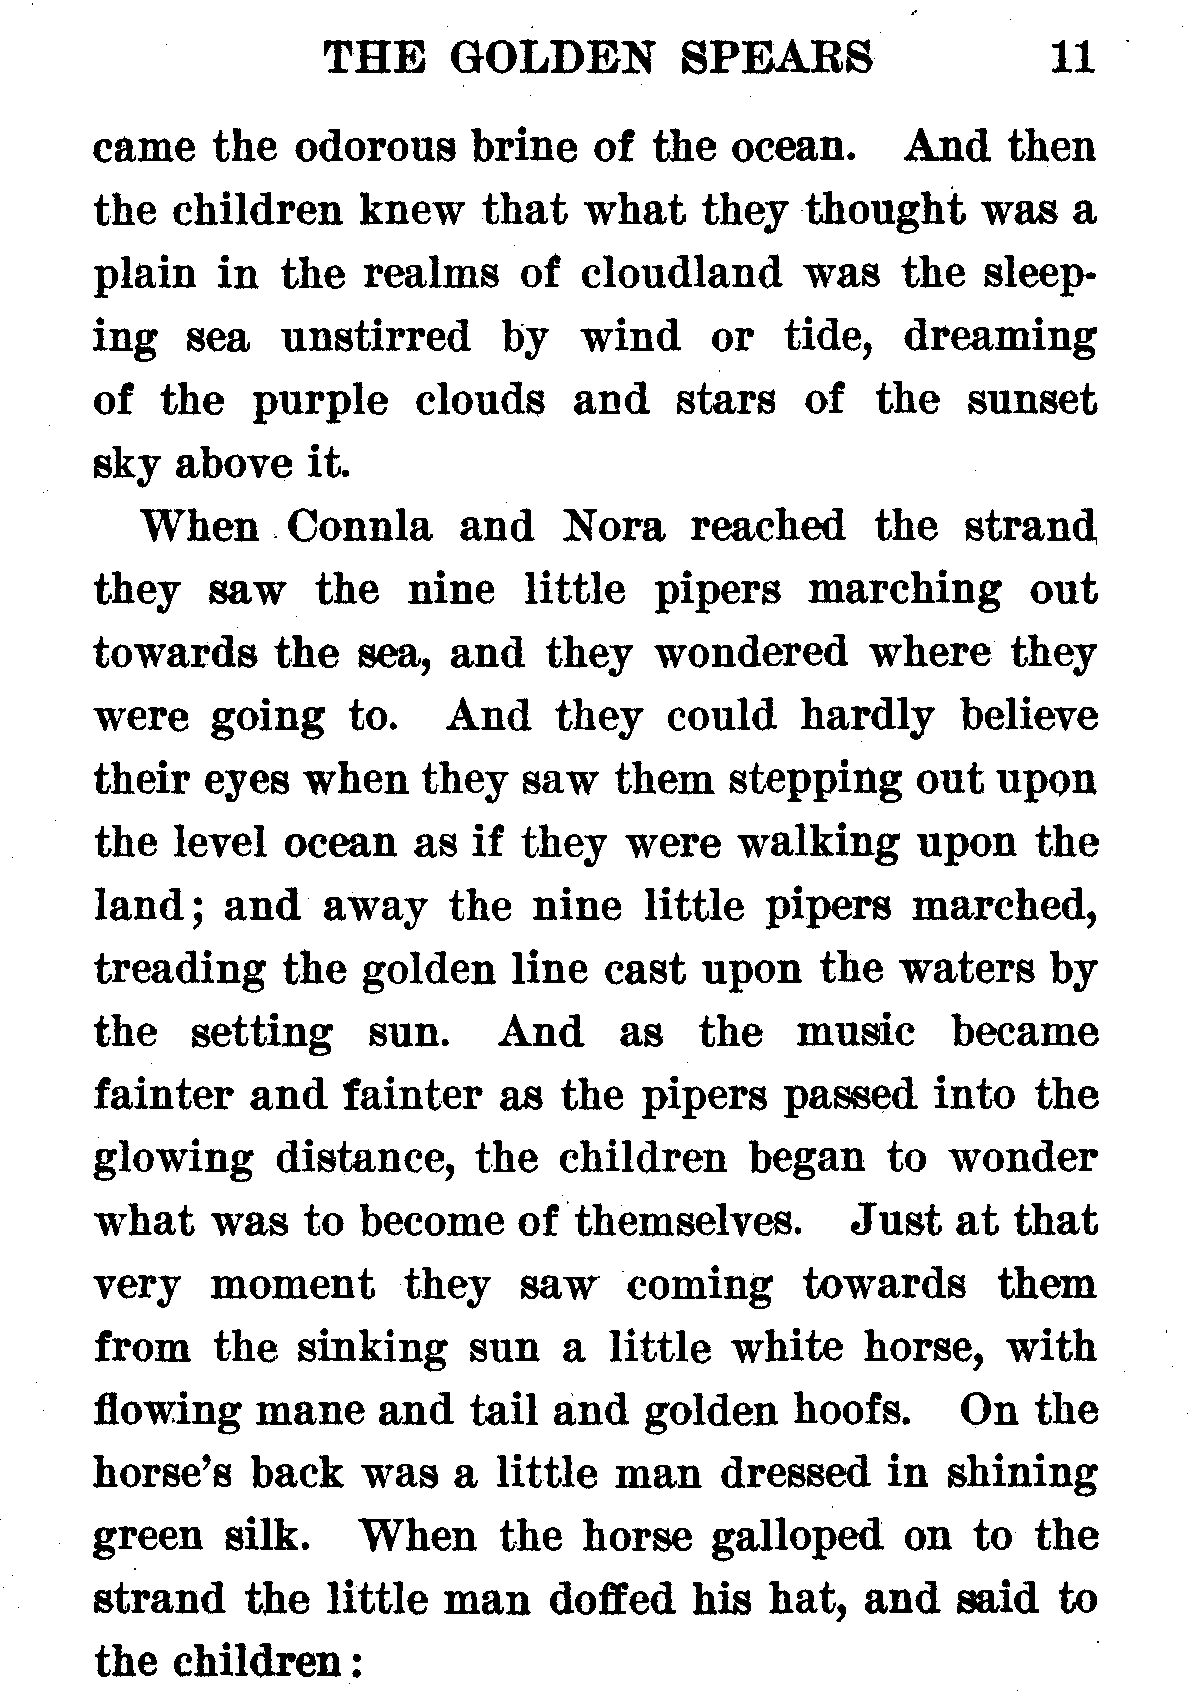 THE GOLDEN SPEARS 11
came the odorous brine of the ocean. And then
the children knew that what they thought was a
plain in the realms of cloudland was the sleep-
ing sea unstirred by wind or tide, dreaming
of the purple clouds and stars of the sunset
sky above it.
When Connla and Nora reached the strand
they saw the nine little pipers marching out
towards the sea, and they wondered where they
were going to. And they could hardly believe
their eyes when they saw them stepping out upon
the level ocean as if they were walking upon the
land; and away the nine little pipers marched,
treading the golden line cast upon the waters by
the setting sun. And as the music became
fainter and fainter as the pipers passed into the
glowing distance, the children began to wonder
what was to become of themselves. Just at that
very moment they saw coming towards them
from the sinking sun a little white horse, with
flowing mane and tail and golden hoofs. On the
horse's back was a little man dressed in shining
green silk. When the horse galloped on to the
strand the little man doffed his hat, and said to
the children: